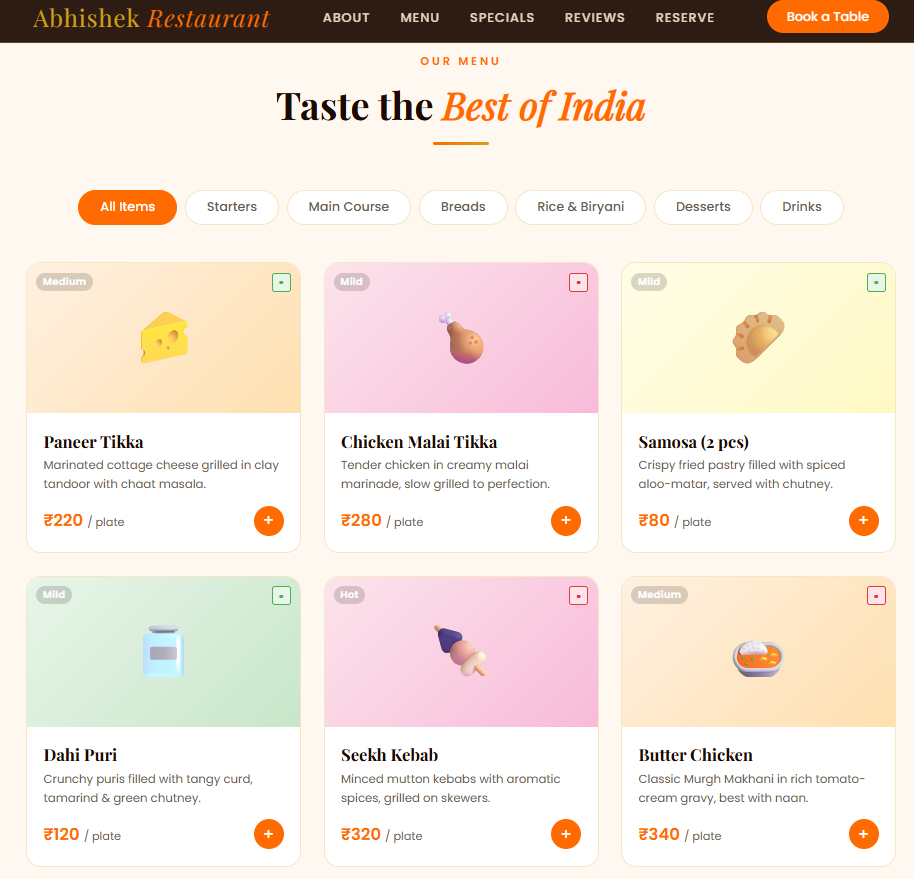 Abhishek Restaurant ABOUT MENU SPECIALS REVIEWS RESERVE Book a Table
OUR MENU
Taste the Best of India
All Items Starters Main Course Breads Rice & Biryani Desserts Drinks
Medium
Paneer Tikka
Marinated cottage cheese grilled in clay
tandoor with chaat masala.
₹220 / plate +
Mild
Chicken Malai Tikka
Tender chicken in creamy malai
marinade, slow grilled to perfection.
₹280 / plate +
Mild
Samosa (2 pcs)
Crispy fried pastry filled with spiced
aloo-matar, served with chutney.
₹80 / plate +
Mild
Dahi Puri
Crunchy puris filled with tangy curd,
tamarind & green chutney.
₹120 / plate +
Hot
Seekh Kebab
Minced mutton kebabs with aromatic
spices, grilled on skewers.
₹320 / plate +
Medium
Butter Chicken
Classic Murgh Makhani in rich tomato-
cream gravy, best with naan.
₹340 / plate +